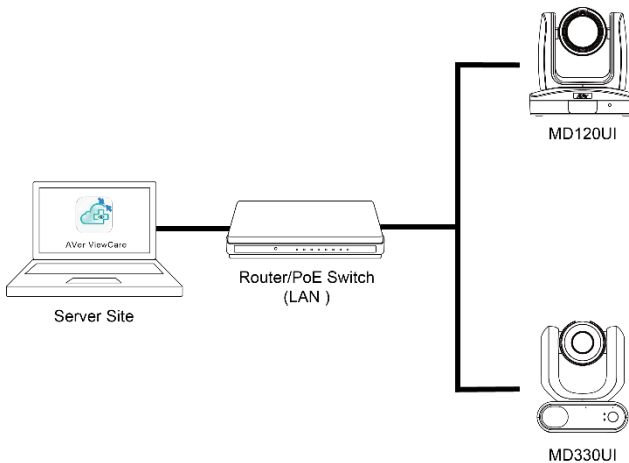 MD120UI
AVer ViewCare
Server Site
Router/PoE Switch
(LAN )
MD330UI